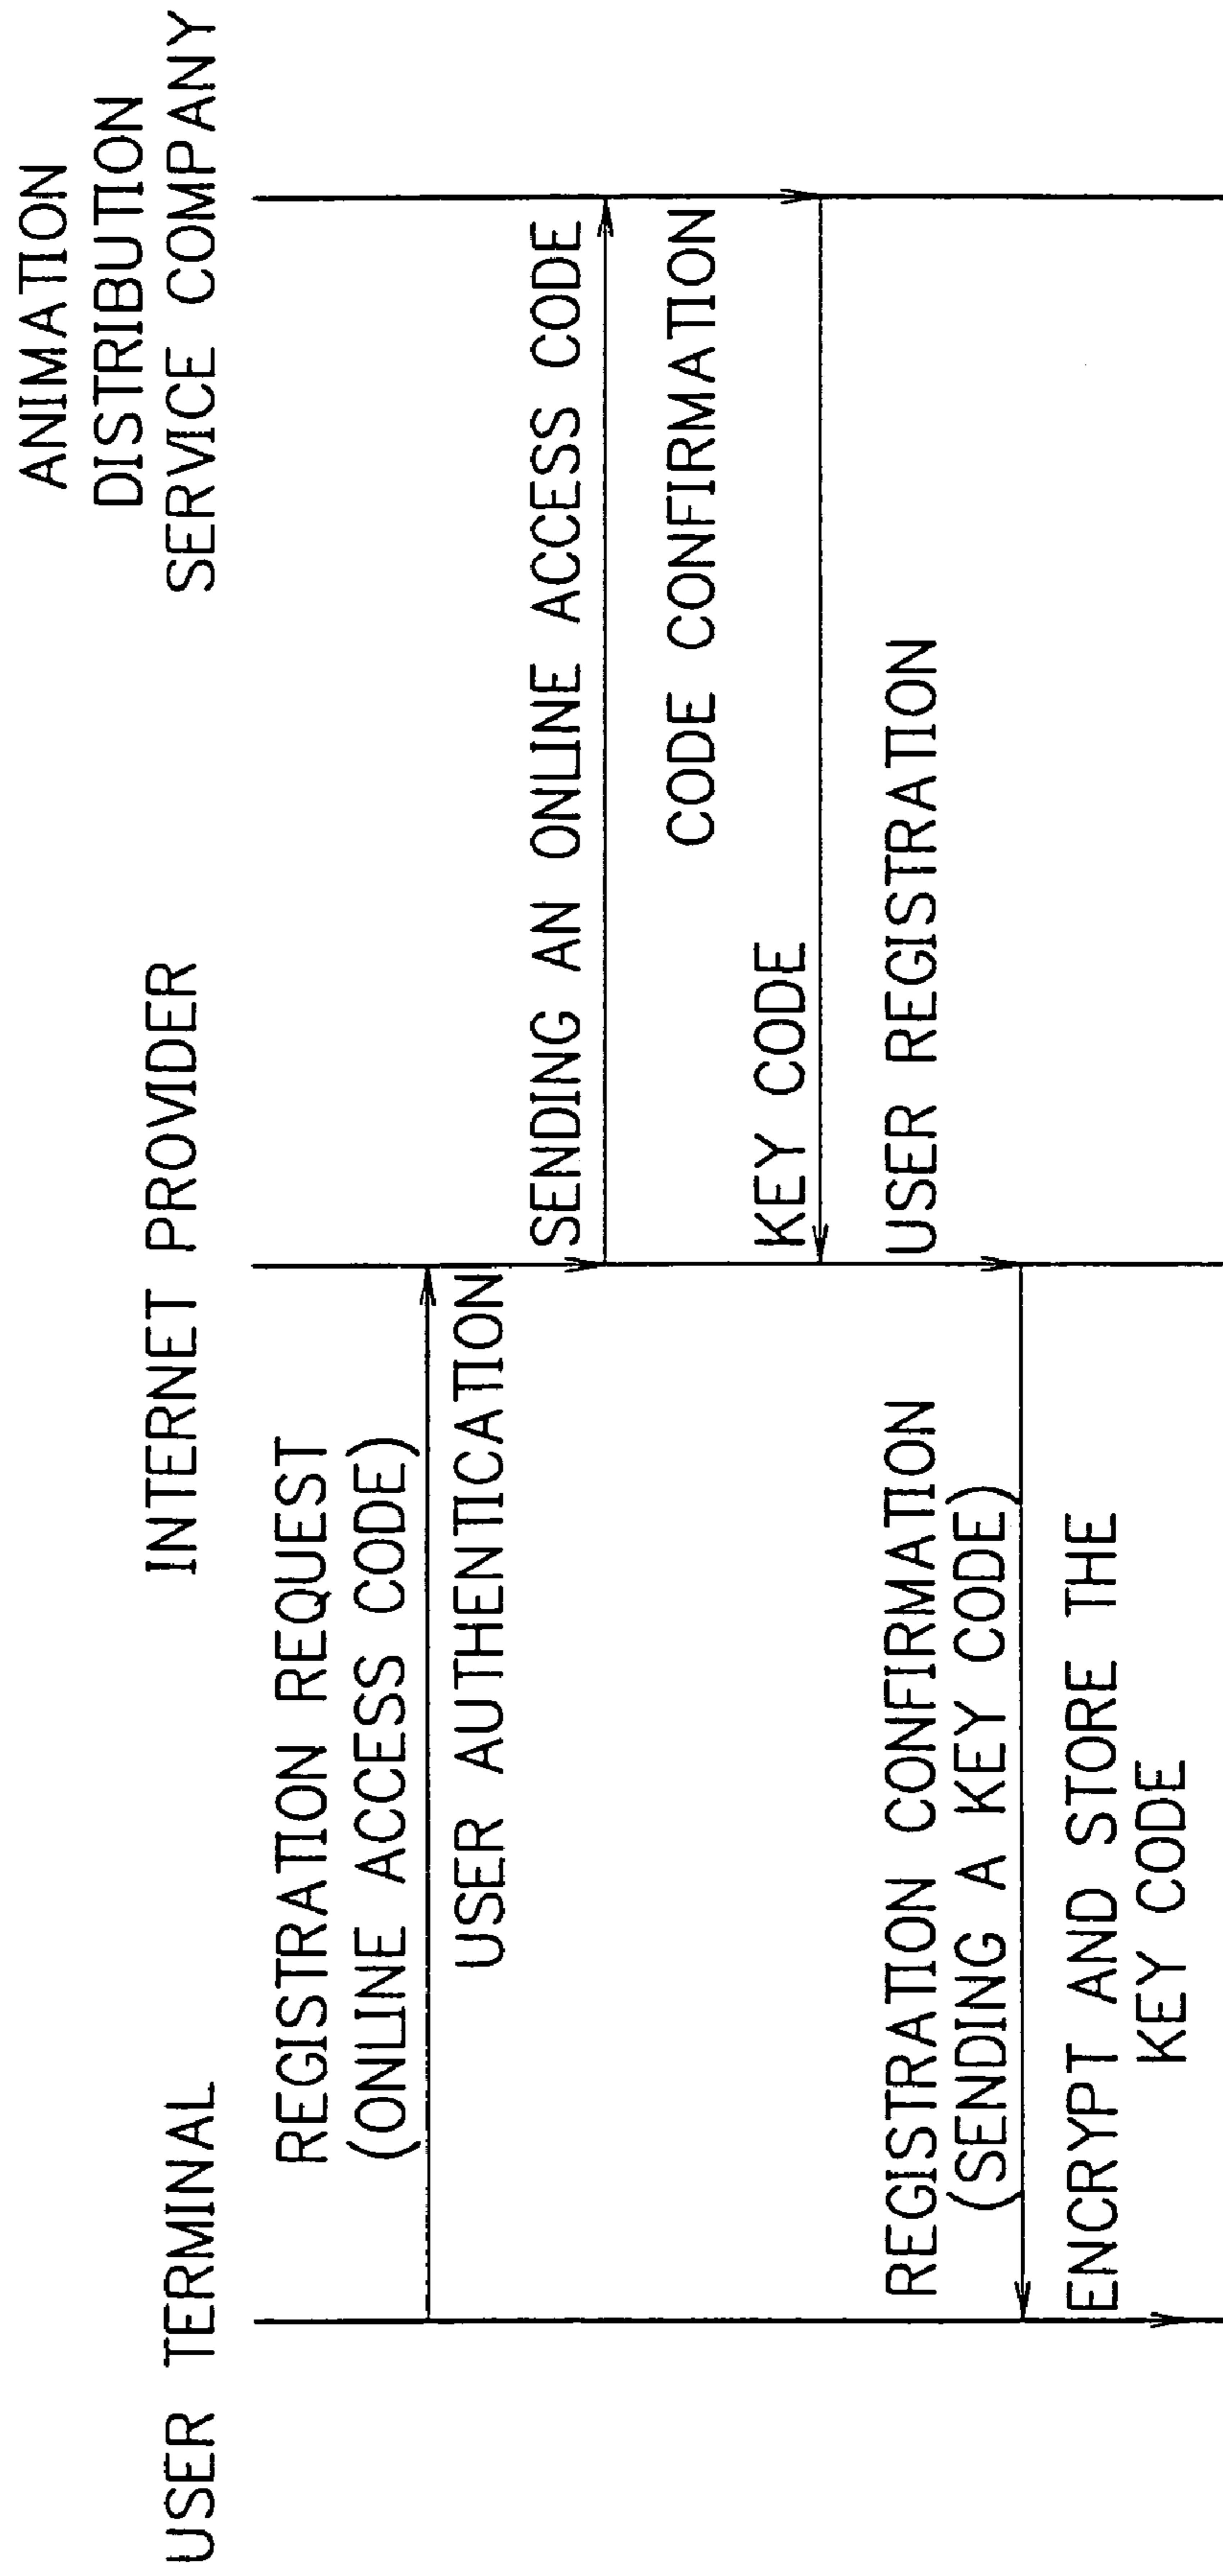 USER TERMINAL
INTERNET PROVIDER
ANIMATION
DISTRIBUTION
SERVICE COMPANY
REGISTRATION REQUEST
(ONLINE ACCESS CODE)
USER AUTHENTICATION
SENDING AN ONLINE ACCESS CODE
CODE CONFIRMATION
KEY CODE
USER REGISTRATION
REGISTRATION CONFIRMATION
(SENDING A KEY CODE)
ENCRYPT AND STORE THE
KEY CODE